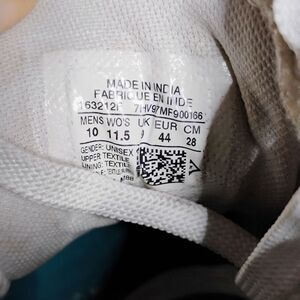 MADE IN INDIA
FABRIQUE EN INDE
163212F 7HV97MF900166
MENS WO'S UK EUR CM
10 11.5 9 44 28
GENDER: UNISEX
UPPER TEXTILE
LINING: TEXTILE